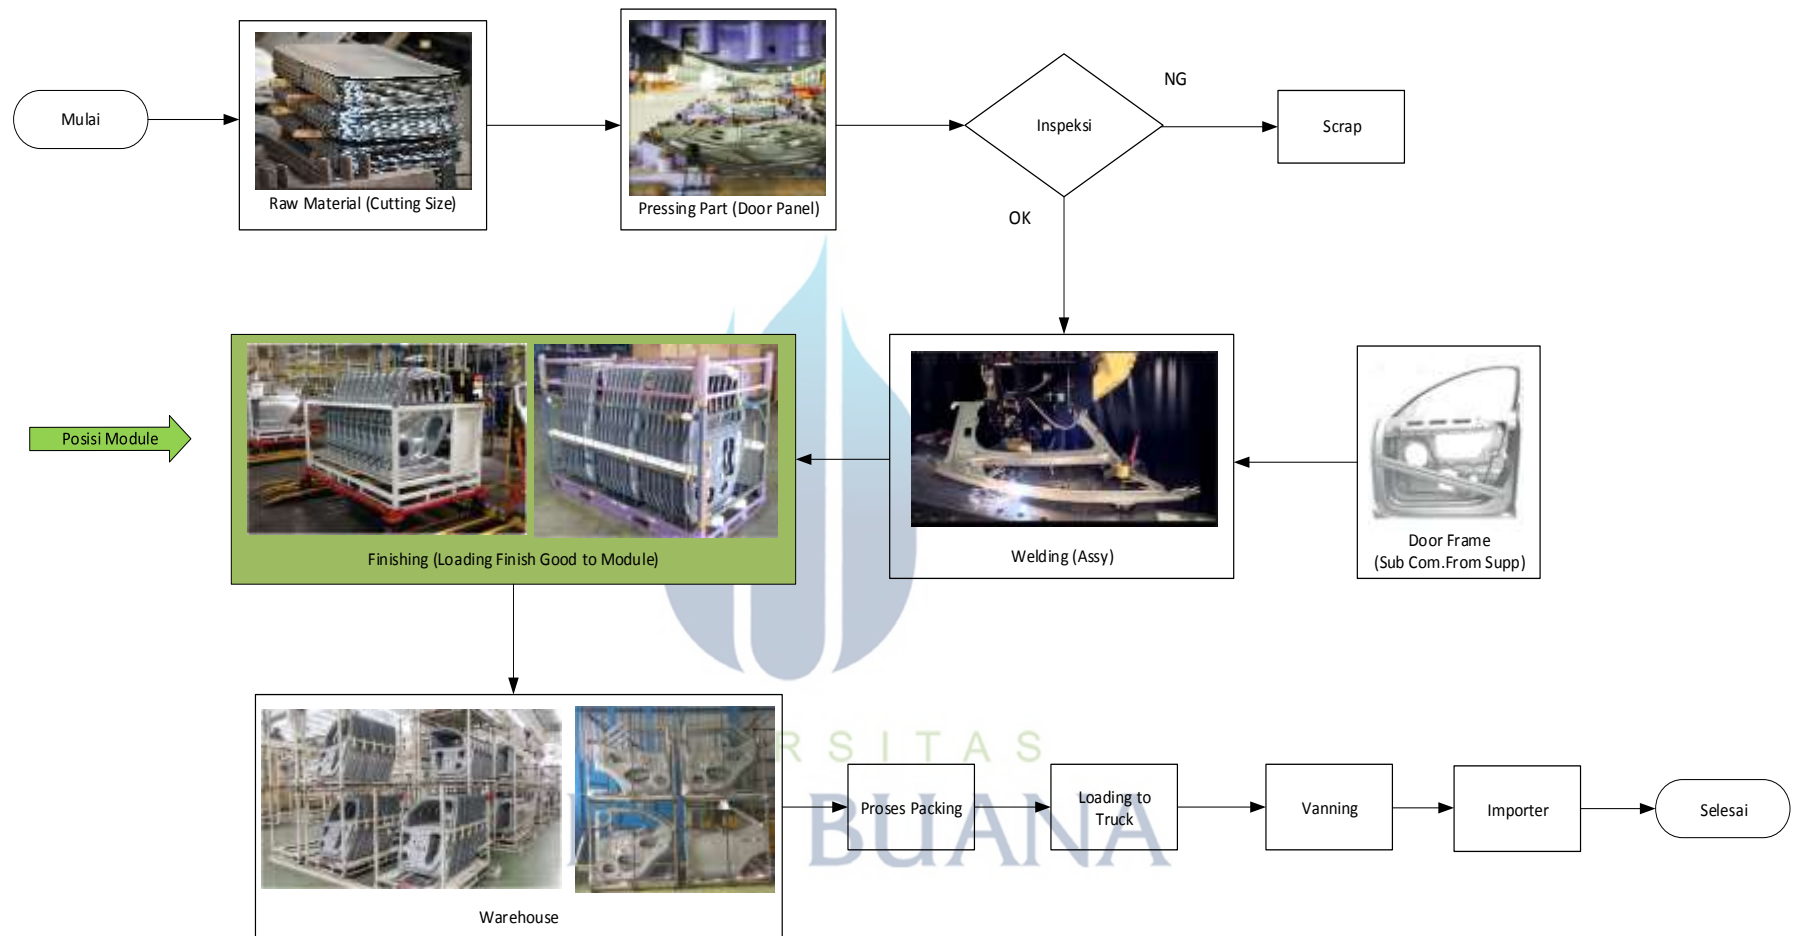 Mulai
Raw Material (Cutting Size)
Pressing Part (Door Panel)
Inspeksi
NG
Scrap
OK
Posisi Module
Finishing (Loading Finish Good to Module)
Welding (Assy)
Door Frame
(Sub Com.From Supp)
Warehouse
RSITAS
BUANA
Proses Packing
Loading to
Truck
Vanning
Importer
Selesai